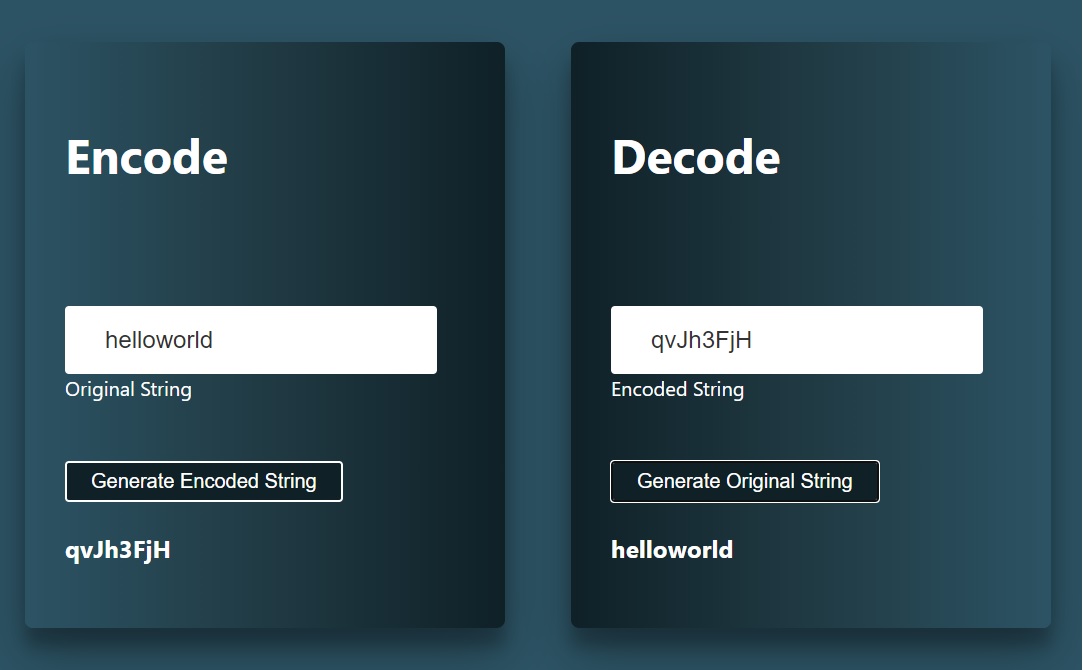 Encode
helloworld
Original String
Generate Encoded String
qvJh3FjH
Decode
qvJh3FjH
Encoded String
Generate Original String
helloworld